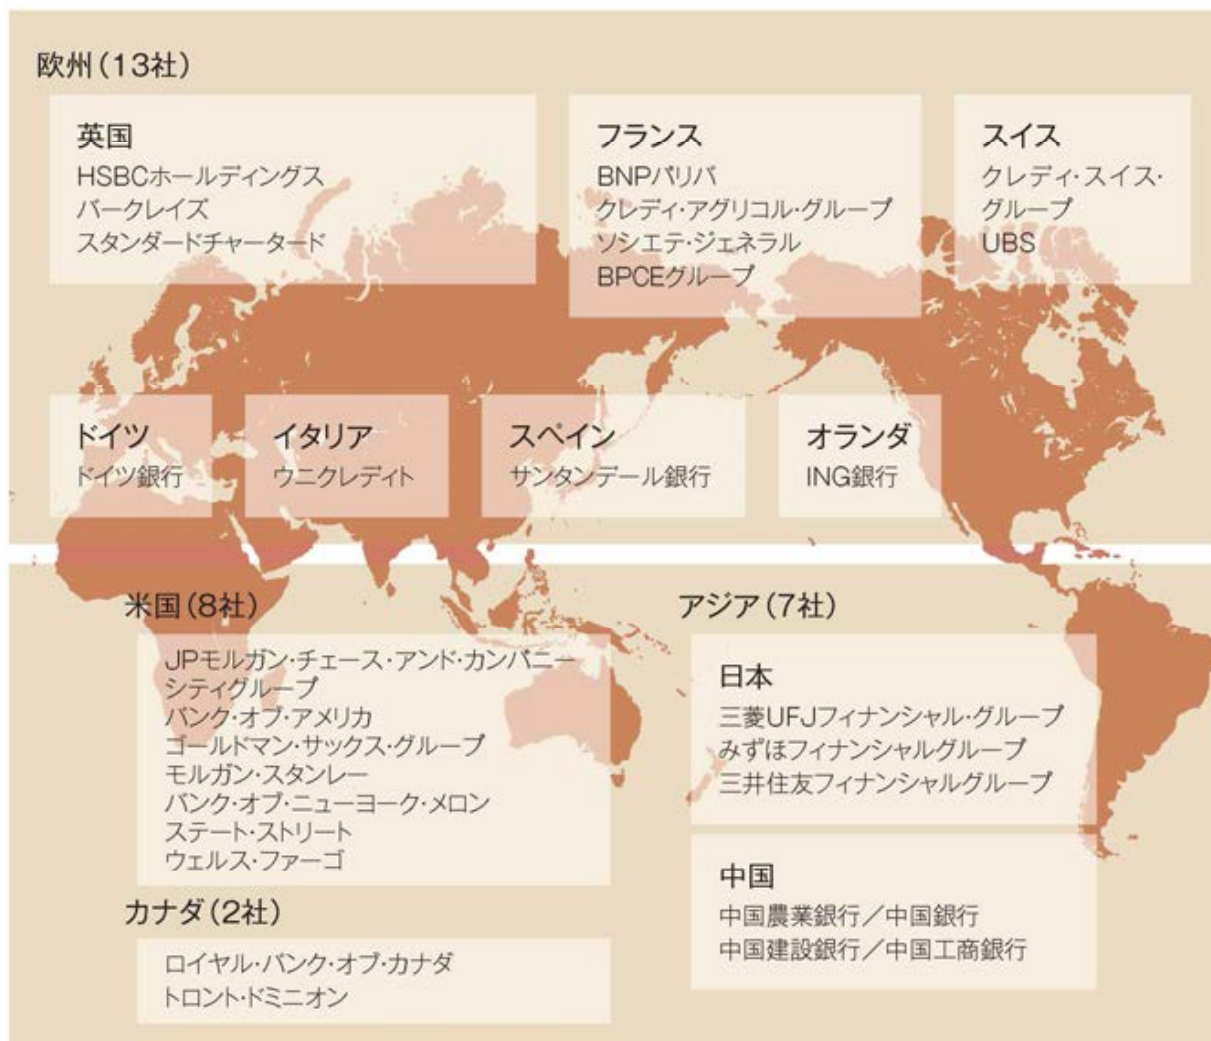 欧州(13社)
英国
HSBCホールディングス
バークレイズ
スタンダードチャータード
フランス
BNPパリバ
クレディ・アグリコル・グループ
ソシエテ・ジェネラル
BPCEグループ
スイス
クレディ・スイス・
グループ
UBS
ドイツ
ドイツ銀行
イタリア
ウニクレディト
スペイン
サンタンデール銀行
オランダ
ING銀行
米国(8社)
JPモルガン・チェース・アンド・カンパニー
シティグループ
バンク・オブ・アメリカ
ゴールドマン・サックス・グループ
モルガン・スタンレー
バンク・オブ・ニューヨーク・メロン
ステート・ストリート
ウェルス・ファーゴ
カナダ(2社)
ロイヤル・バンク・オブ・カナダ
トロント・ドミニオン
アジア(7社)
日本
三菱UFJフィナンシャル・グループ
みずほフィナンシャルグループ
三井住友フィナンシャルグループ
中国
中国農業銀行/中国銀行
中国建設銀行/中国工商銀行